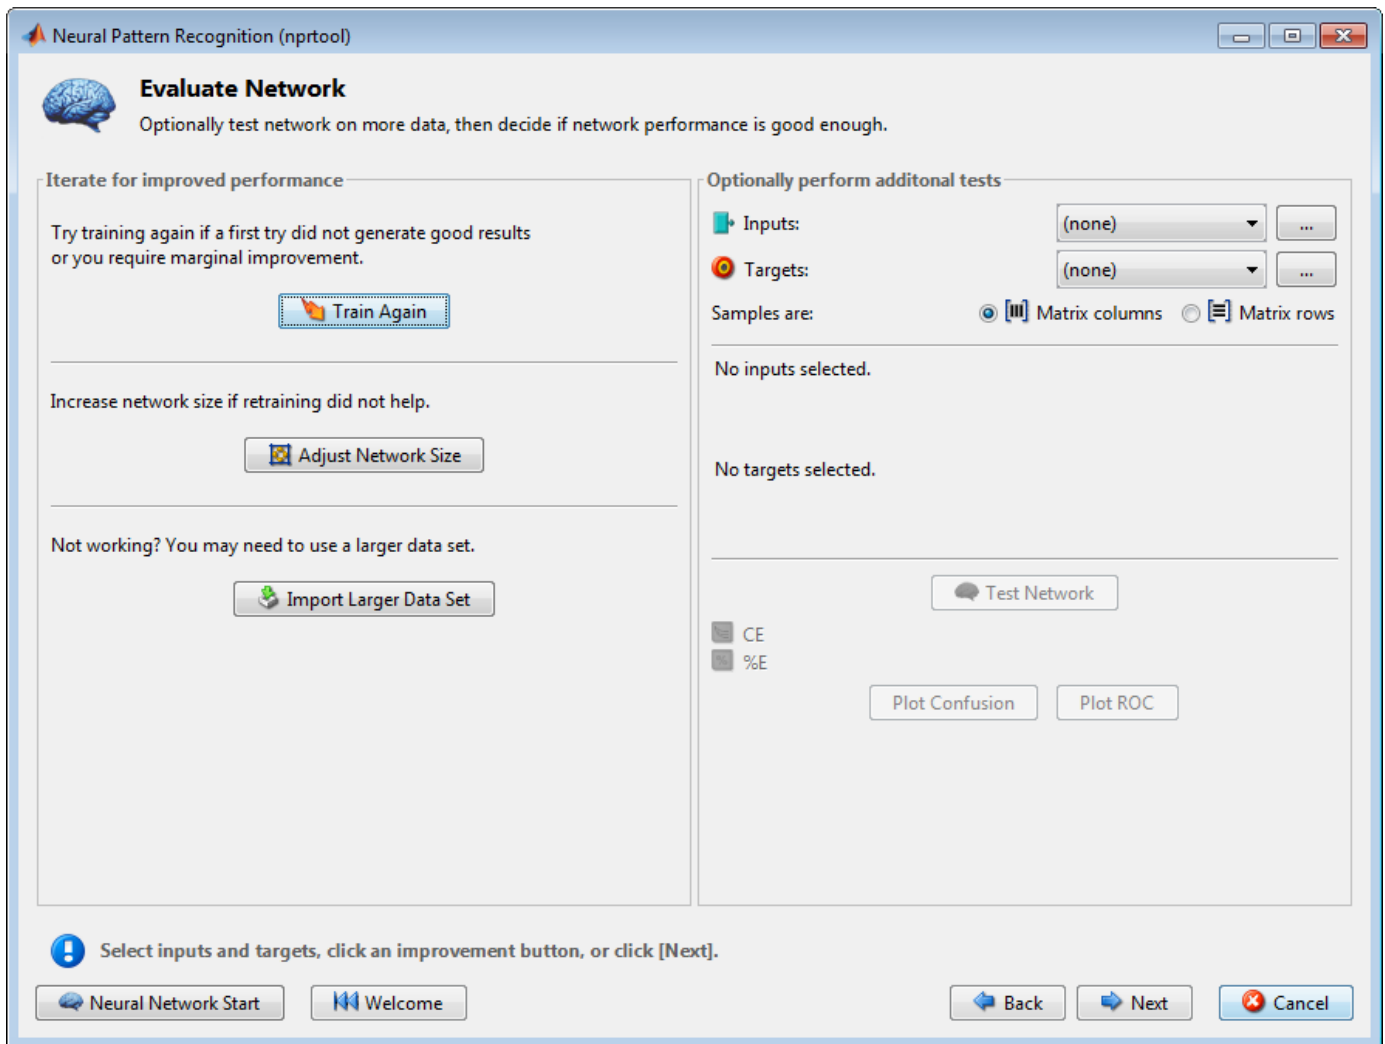 Neural Pattern Recognition (nprtool)
Evaluate Network
Optionally test network on more data, then decide if network performance is good enough.
Iterate for improved performance
Try training again if a first try did not generate good results
or you require marginal improvement.
Train Again
Increase network size if retraining did not help.
Adjust Network Size
Not working? You may need to use a larger data set.
Import Larger Data Set
Optionally perform additonal tests
Inputs: (none) ...
Targets: (none) ...
Samples are: Matrix columns Matrix rows
No inputs selected.
No targets selected.
Test Network
CE
%E
Plot Confusion Plot ROC
Select inputs and targets, click an improvement button, or click [Next].
Neural Network Start Welcome Back Next Cancel